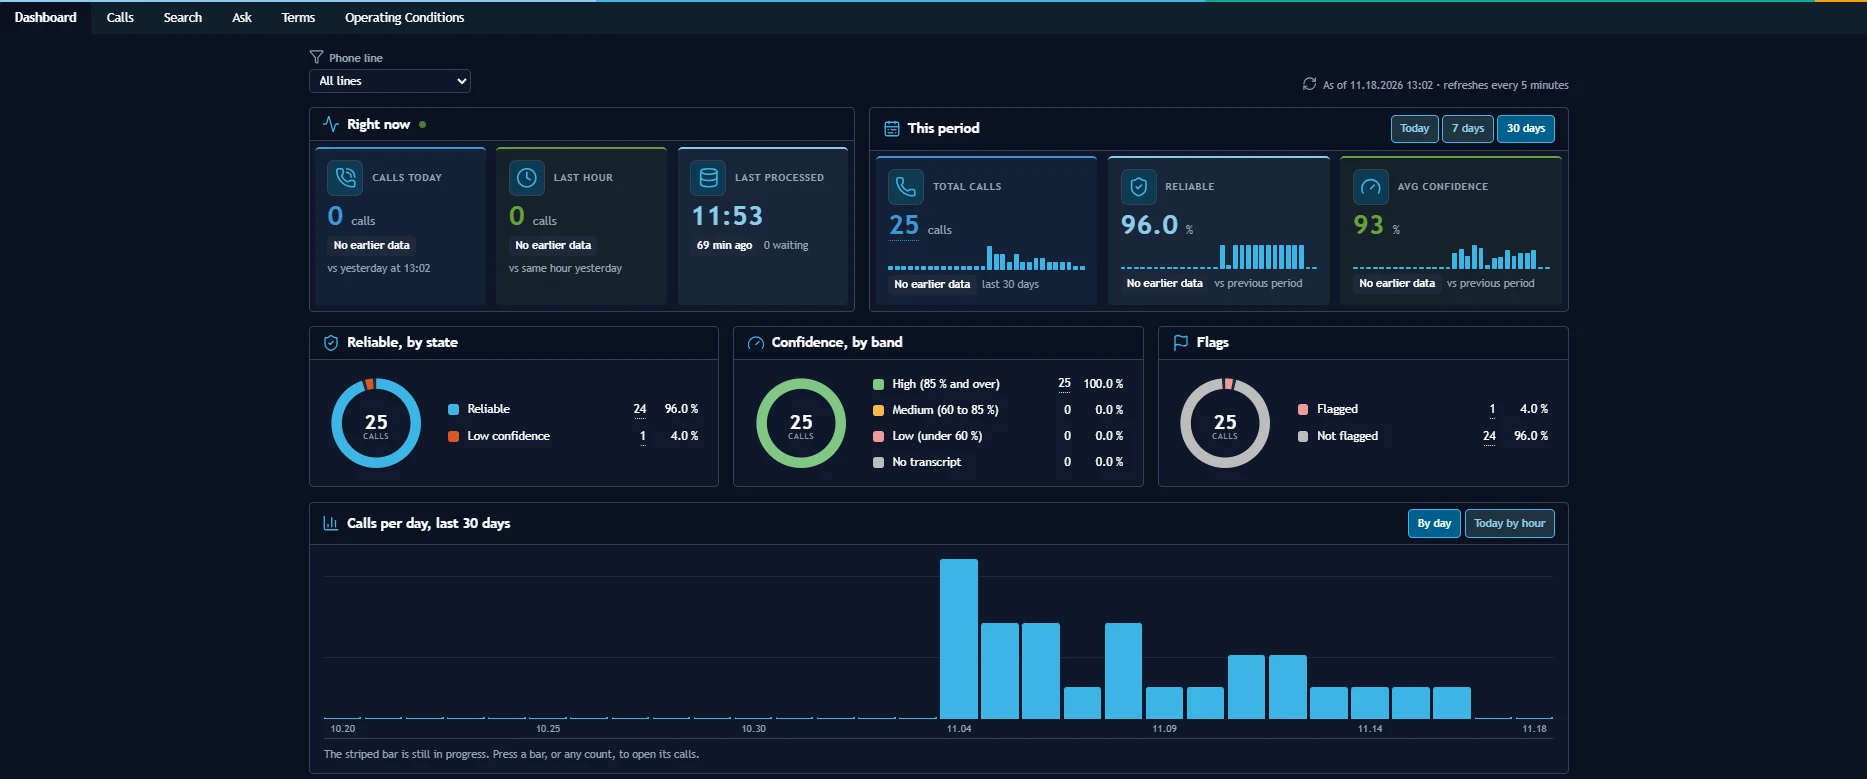 Dashboard Calls Search Ask Terms Operating Conditions
Phone line
All lines
As of 11.18.2026 13:02 • refreshes every 5 minutes
Right now
CALLS TODAY
0 calls
No earlier data
vs yesterday at 13:02
LAST HOUR
0 calls
No earlier data
vs same hour yesterday
LAST PROCESSED
11:53
69 min ago 0 waiting
This period
Today 7 days 30 days
TOTAL CALLS
25 calls
No earlier data last 30 days
RELIABLE
96.0 %
No earlier data vs previous period
AVG CONFIDENCE
93 %
No earlier data vs previous period
Reliable, by state
25
CALLS
Reliable 24 96.0 %
Low confidence 1 4.0 %
Confidence, by band
25
CALLS
High (85 % and over) 25 100.0 %
Medium (60 to 85 %) 0 0.0 %
Low (under 60 %) 0 0.0 %
No transcript 0 0.0 %
Flags
25
CALLS
Flagged 1 4.0 %
Not flagged 24 96.0 %
Calls per day, last 30 days
By day Today by hour
10.20 10.25 10.30 11.04 11.09 11.14 11.18
The striped bar is still in progress. Press a bar, or any count, to open its calls.